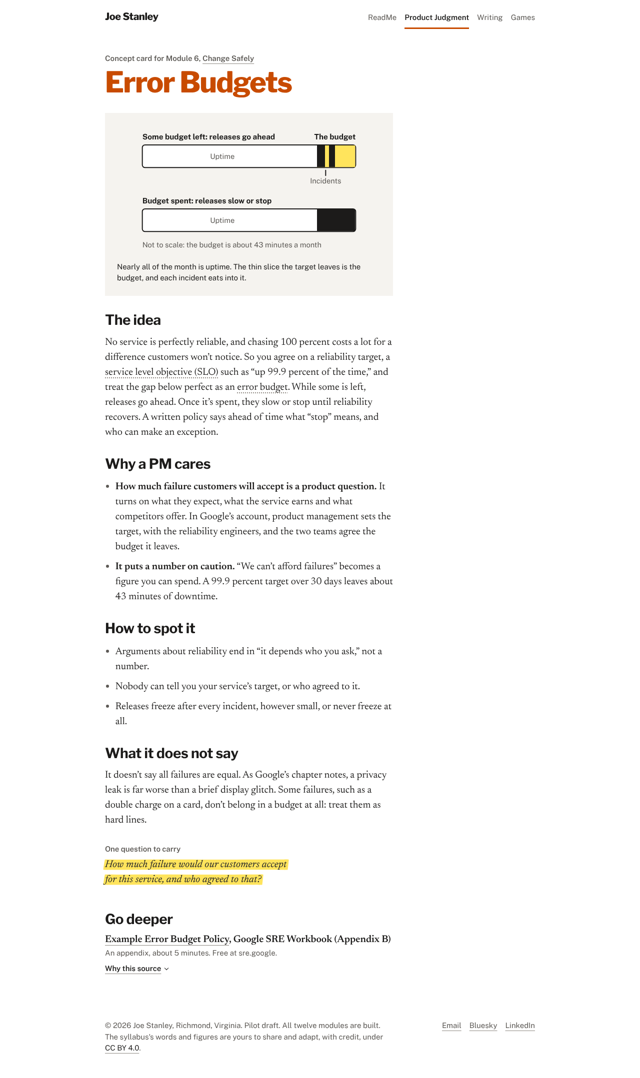 Joe Stanley
ReadMe Product Judgment Writing Games
Concept card for Module 6, Change Safely
Error Budgets
Some budget left: releases go ahead The budget
Uptime
Incidents
Budget spent: releases slow or stop
Uptime
Not to scale: the budget is about 43 minutes a month
Nearly all of the month is uptime. The thin slice the target leaves is the
budget, and each incident eats into it.
The idea
No service is perfectly reliable, and chasing 100 percent costs a lot for a
difference customers won’t notice. So you agree on a reliability target, a
service level objective (SLO) such as “up 99.9 percent of the time,” and
treat the gap below perfect as an error budget. While some is left,
releases go ahead. Once it’s spent, they slow or stop until reliability
recovers. A written policy says ahead of time what “stop” means, and
who can make an exception.
Why a PM cares
• How much failure customers will accept is a product question. It
turns on what they expect, what the service earns and what
competitors offer. In Google’s account, product management sets the
target, with the reliability engineers, and the two teams agree the
budget it leaves.
• It puts a number on caution. “We can’t afford failures” becomes a
figure you can spend. A 99.9 percent target over 30 days leaves about
43 minutes of downtime.
How to spot it
• Arguments about reliability end in “it depends who you ask,” not a
number.
• Nobody can tell you your service’s target, or who agreed to it.
• Releases freeze after every incident, however small, or never freeze at
all.
What it does not say
It doesn’t say all failures are equal. As Google’s chapter notes, a privacy
leak is far worse than a brief display glitch. Some failures, such as a
double charge on a card, don’t belong in a budget at all: treat them as
hard lines.
One question to carry
How much failure would our customers accept
for this service, and who agreed to that?
Go deeper
Example Error Budget Policy, Google SRE Workbook (Appendix B)
An appendix, about 5 minutes. Free at sre.google.
Why this source
© 2026 Joe Stanley, Richmond, Virginia. Pilot draft. All twelve modules are built.
The syllabus’s words and figures are yours to share and adapt, with credit, under
CC BY 4.0.
Email Bluesky LinkedIn